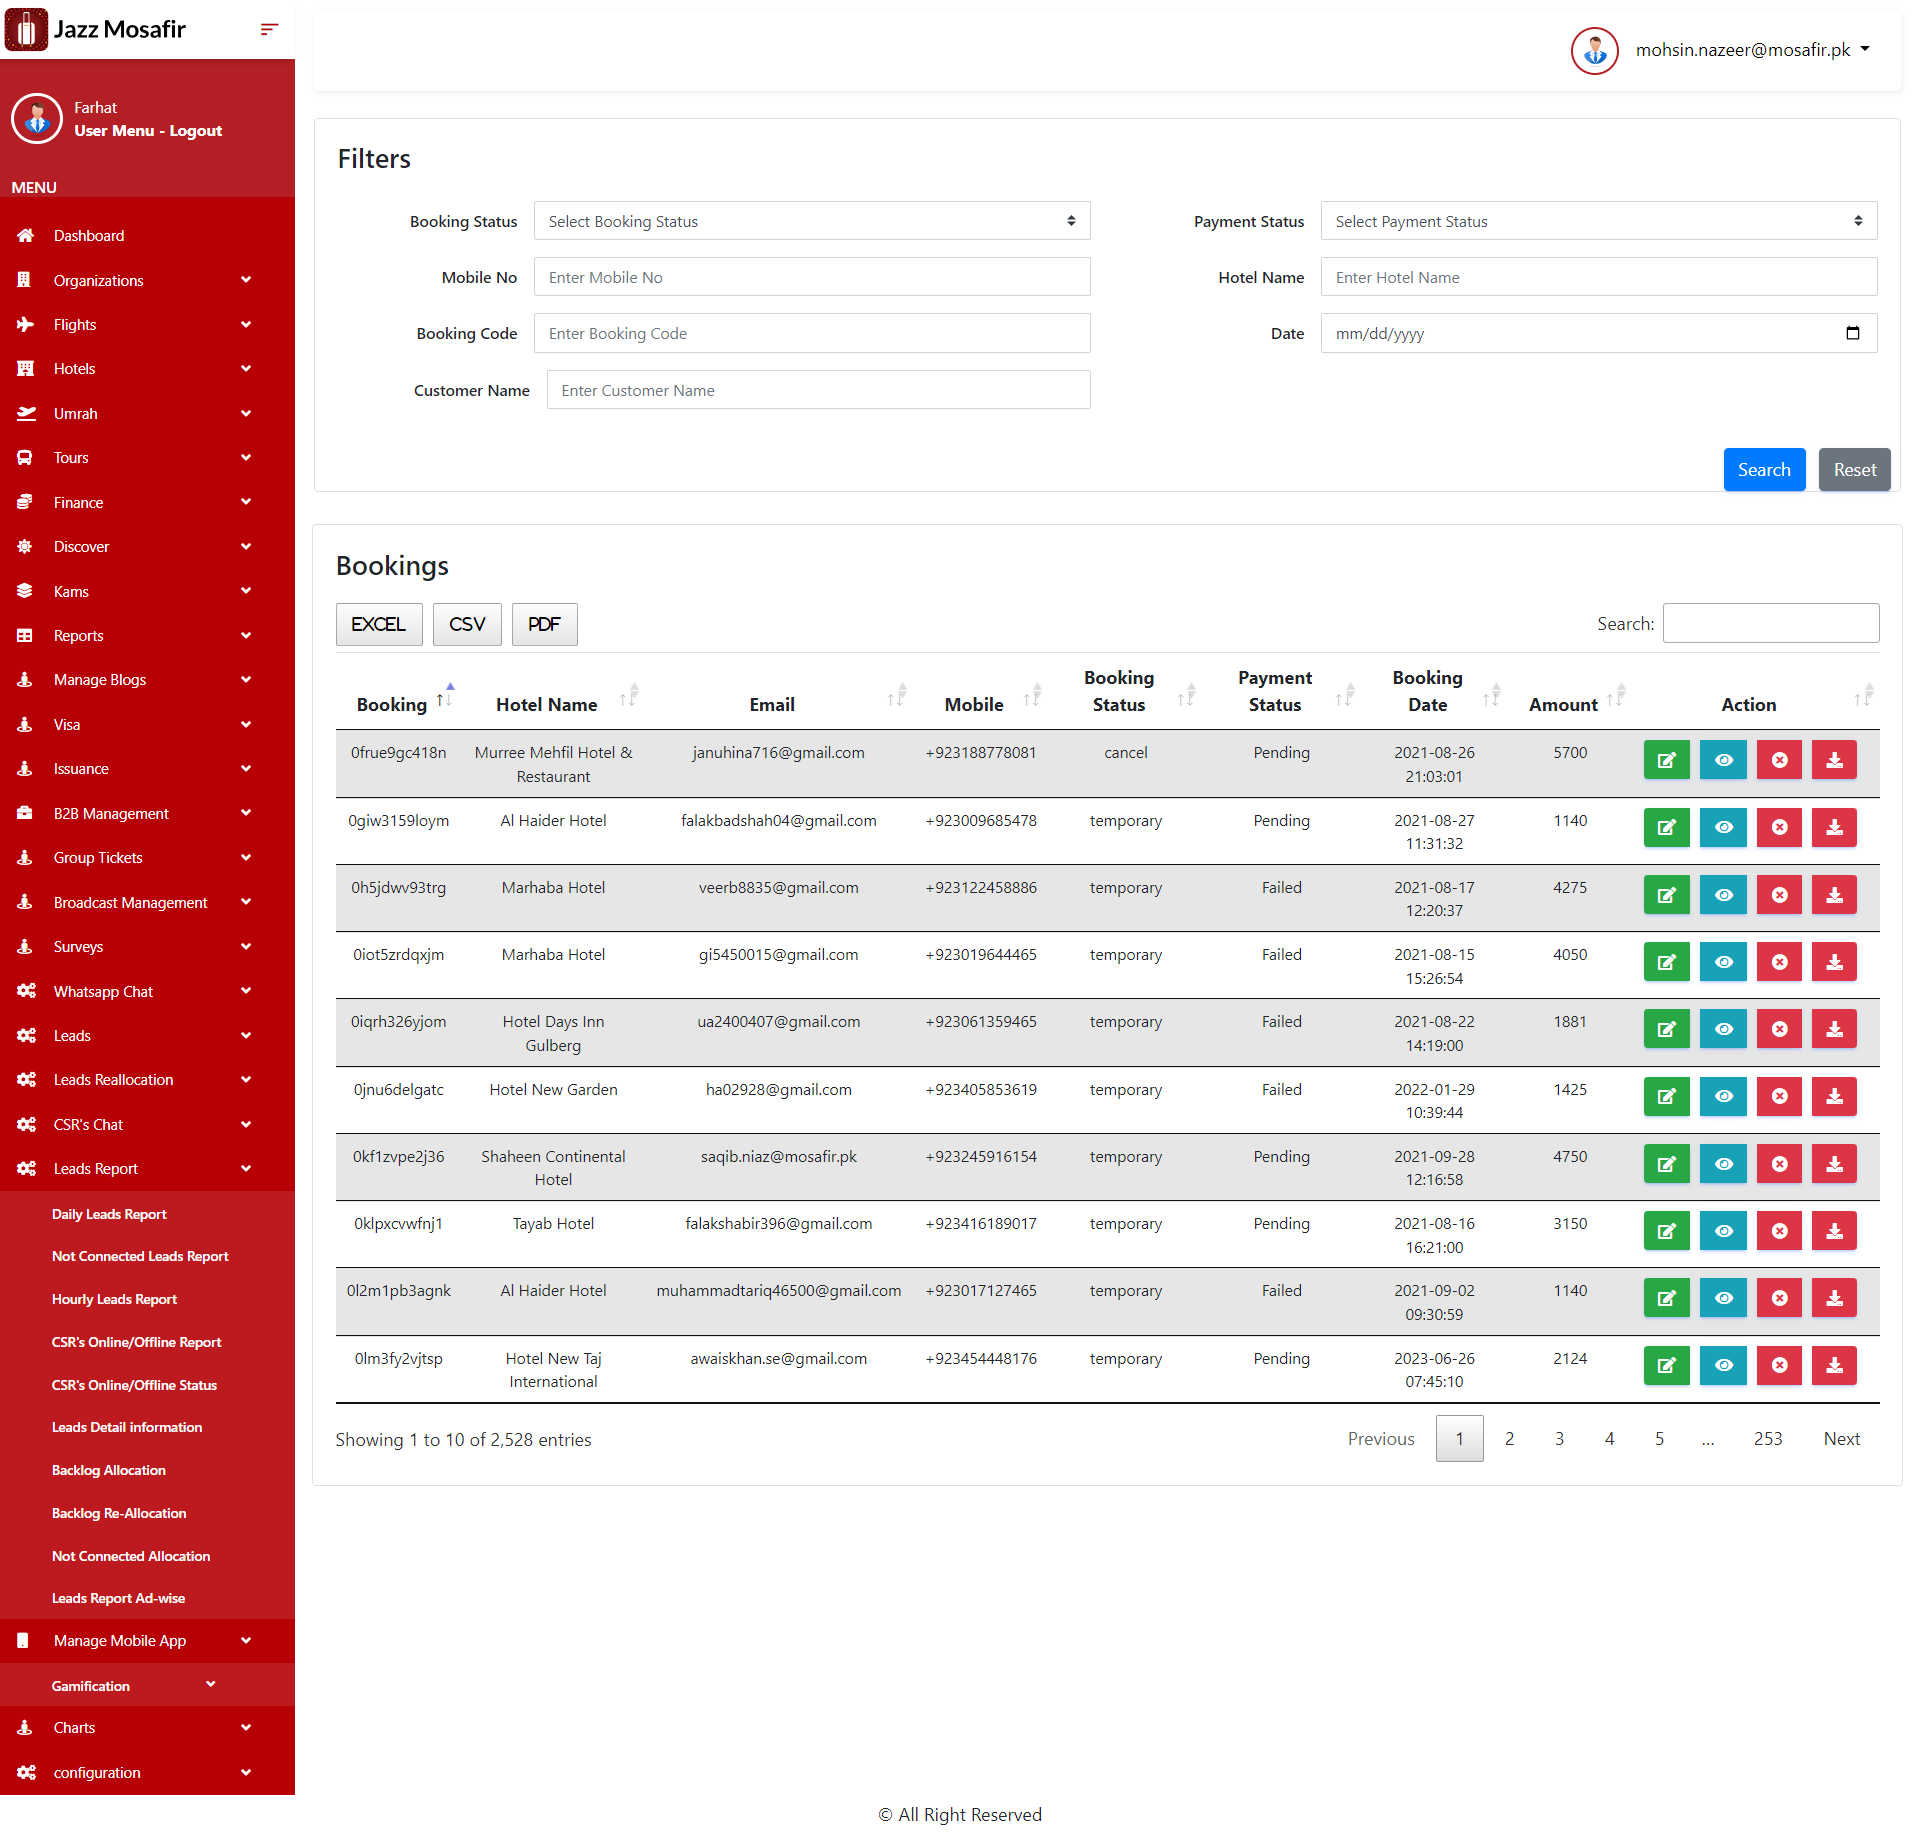 Jazz Mosafir
mohsin.nazeer@mosafir.pk
Farhat
User Menu - Logout
MENU
Dashboard
Organizations
Flights
Hotels
Umrah
Tours
Finance
Discover
Kams
Reports
Manage Blogs
Visa
Issuance
B2B Management
Group Tickets
Broadcast Management
Surveys
Whatsapp Chat
Leads
Leads Reallocation
CSR's Chat
Leads Report
Daily Leads Report
Not Connected Leads Report
Hourly Leads Report
CSR's Online/Offline Report
CSR's Online/Offline Status
Leads Detail information
Backlog Allocation
Backlog Re-Allocation
Not Connected Allocation
Leads Report Ad-wise
Manage Mobile App
Gamification
Charts
configuration
Filters
Booking Status Select Booking Status Payment Status Select Payment Status
Mobile No Enter Mobile No Hotel Name Enter Hotel Name
Booking Code Enter Booking Code Date mm/dd/yyyy
Customer Name Enter Customer Name
Search Reset
Bookings
EXCEL CSV PDF Search:
Booking Hotel Name Email Mobile Booking Status Payment Status Booking Date Amount Action
0frue9gc418n Murree Mehfil Hotel & januhina716@gmail.com +923188778081 cancel Pending 2021-08-26 5700
Restaurant 21:03:01
0giw3159loym Al Haider Hotel falakbadshah04@gmail.com +923009685478 temporary Pending 2021-08-27 1140
11:31:32
0h5jdwv93trg Marhaba Hotel veerb8835@gmail.com +923122458886 temporary Failed 2021-08-17 4275
12:20:37
0iot5zrdqxjm Marhaba Hotel gi5450015@gmail.com +923019644465 temporary Failed 2021-08-15 4050
15:26:54
0iqrh326yjom Hotel Days Inn ua2400407@gmail.com +923061359465 temporary Failed 2021-08-22 1881
Gulberg 14:19:00
0jnu6delgatc Hotel New Garden ha02928@gmail.com +923405853619 temporary Failed 2022-01-29 1425
10:39:44
0kf1zvpe2j36 Shaheen Continental saqib.niaz@mosafir.pk +923245916154 temporary Pending 2021-09-28 4750
Hotel 12:16:58
0klpxcvwfnj1 Tayab Hotel falakshabir396@gmail.com +923416189017 temporary Pending 2021-08-16 3150
16:21:00
0l2m1pb3agnk Al Haider Hotel muhammadtariq46500@gmail.com +923017127465 temporary Failed 2021-09-02 1140
09:30:59
0lm3fy2vjtsp Hotel New Taj awaiskhan.se@gmail.com +923454448176 temporary Pending 2023-06-26 2124
International 07:45:10
Showing 1 to 10 of 2,528 entries Previous 1 2 3 4 5 ... 253 Next
© All Right Reserved